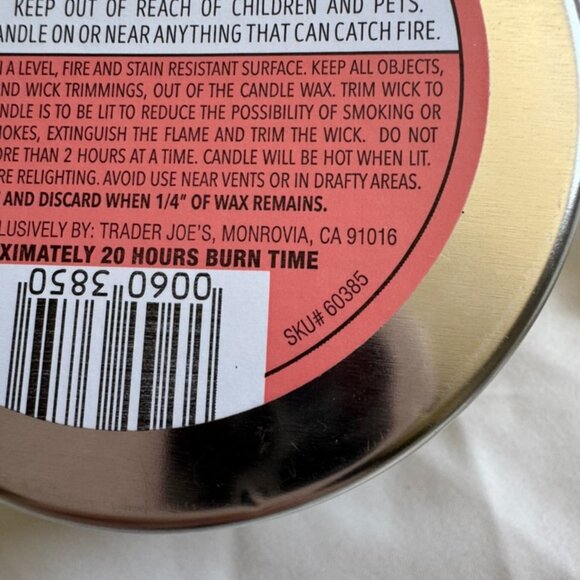 KEEP OUT OF REACH OF CHILDREN AND PETS.
CANDLE ON OR NEAR ANYTHING THAT CAN CATCH FIRE.
A LEVEL, FIRE AND STAIN RESISTANT SURFACE. KEEP ALL OBJECTS,
ND WICK TRIMMINGS, OUT OF THE CANDLE WAX. TRIM WICK TO
NDLE IS TO BE LIT TO REDUCE THE POSSIBILITY OF SMOKING OR
MOKES, EXTINGUISH THE FLAME AND TRIM THE WICK. DO NOT
ORE THAN 2 HOURS AT A TIME. CANDLE WILL BE HOT WHEN LIT.
RE RELIGHTING. AVOID USE NEAR VENTS OR IN DRAFTY AREAS.
AND DISCARD WHEN 1/4" OF WAX REMAINS.
CLUSIVELY BY: TRADER JOE'S, MONROVIA, CA 91016
XIMATELY 20 HOURS BURN TIME
0060 3850
SKU# 60385